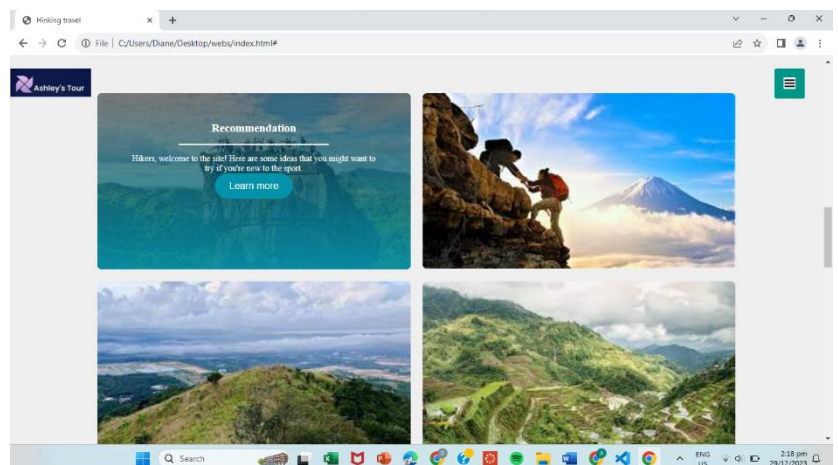 Hinking travel
File | C:/Users/Diane/Desktop/webs/index.html#
Ashley's Tour
Recommendation
Hikers, welcome to the site! Here are some ideas that you might want to
try if you're new to the sport.
Learn more
Search
ENG
US
2:18 pm
29/12/2023